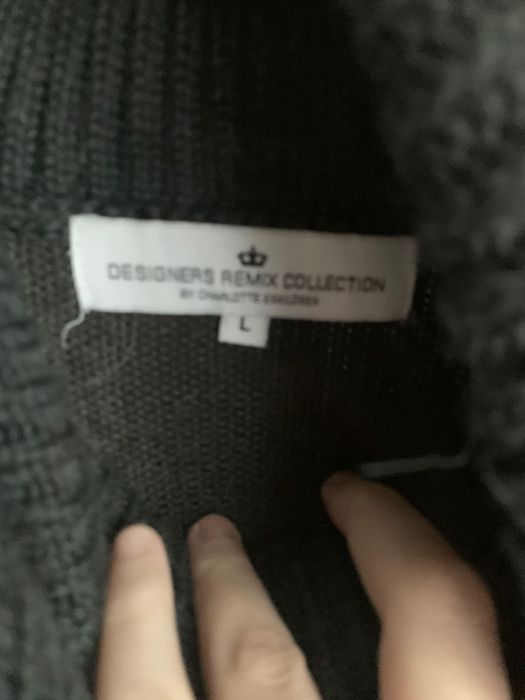 DESIGNERS REMIX COLLECTION
BY CHARLOTTE ESKILDSEN
L